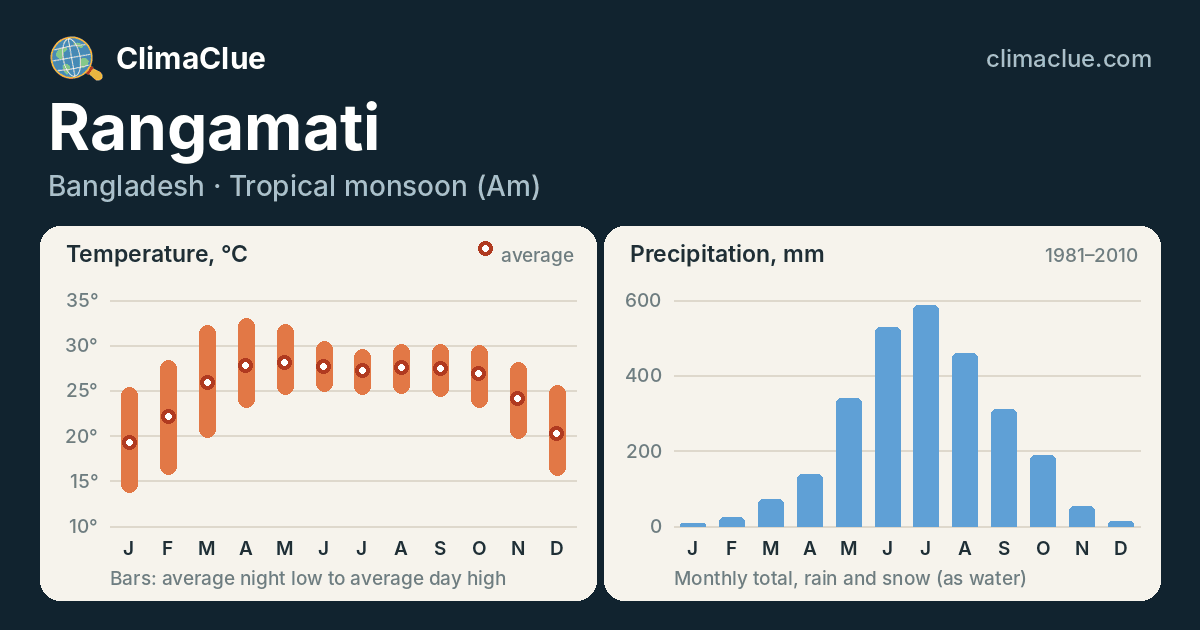 ClimaClue
climaclue.com
Rangamati
Bangladesh · Tropical monsoon (Am)
Temperature, °C
average
35°
30°
25°
20°
15°
10°
J F M A M J J A S O N D
Bars: average night low to average day high
Precipitation, mm
1981–2010
600
400
200
0
J F M A M J J A S O N D
Monthly total, rain and snow (as water)